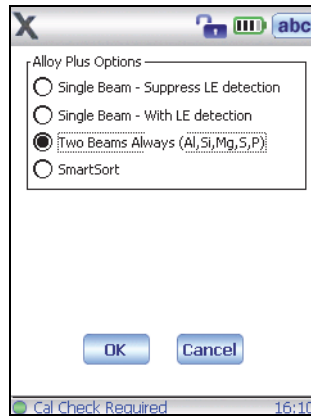 X abc
Alloy Plus Options
Single Beam - Suppress LE detection
Single Beam - With LE detection
Two Beams Always (Al,Si,Mg,S,P)
SmartSort
OK Cancel
Cal Check Required 16:10